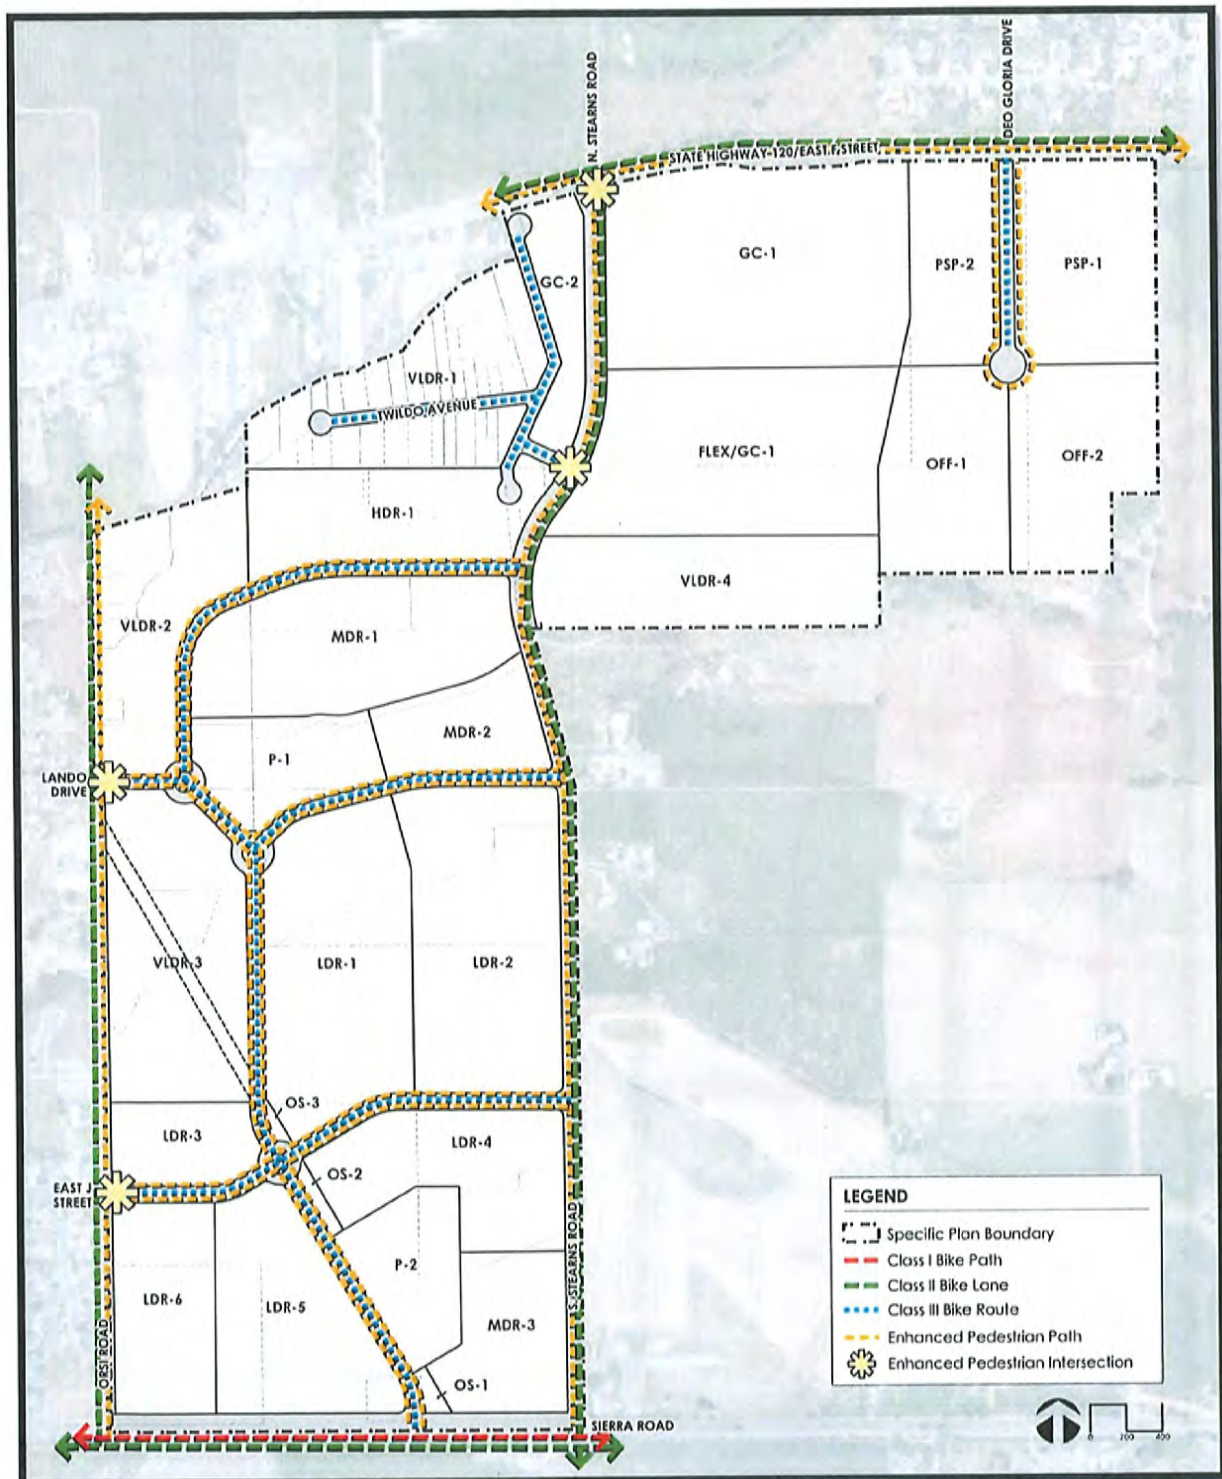 N. STEARNS ROAD
DEO GLORIA DRIVE
STATE HIGHWAY-120/EAST F STREET
GC-1
PSP-2
PSP-1
GC-2
VLDR-1
TWILDO AVENUE
FLEX/GC-1
OFF-1
OFF-2
HDR-1
VLDR-4
VLDR-2
MDR-1
MDR-2
P-1
LANDO
DRIVE
VLDR-3
LDR-1
LDR-2
OS-3
LDR-3
LDR-4
OS-2
EAST J
STREET
S. STEARNS ROAD
P-2
LDR-6
LDR-5
MDR-3
ORSI ROAD
OS-1
SIERRA ROAD
LEGEND
Specific Plan Boundary
Class I Bike Path
Class II Bike Lane
Class III Bike Route
Enhanced Pedestrian Path
Enhanced Pedestrian Intersection
0 200 400